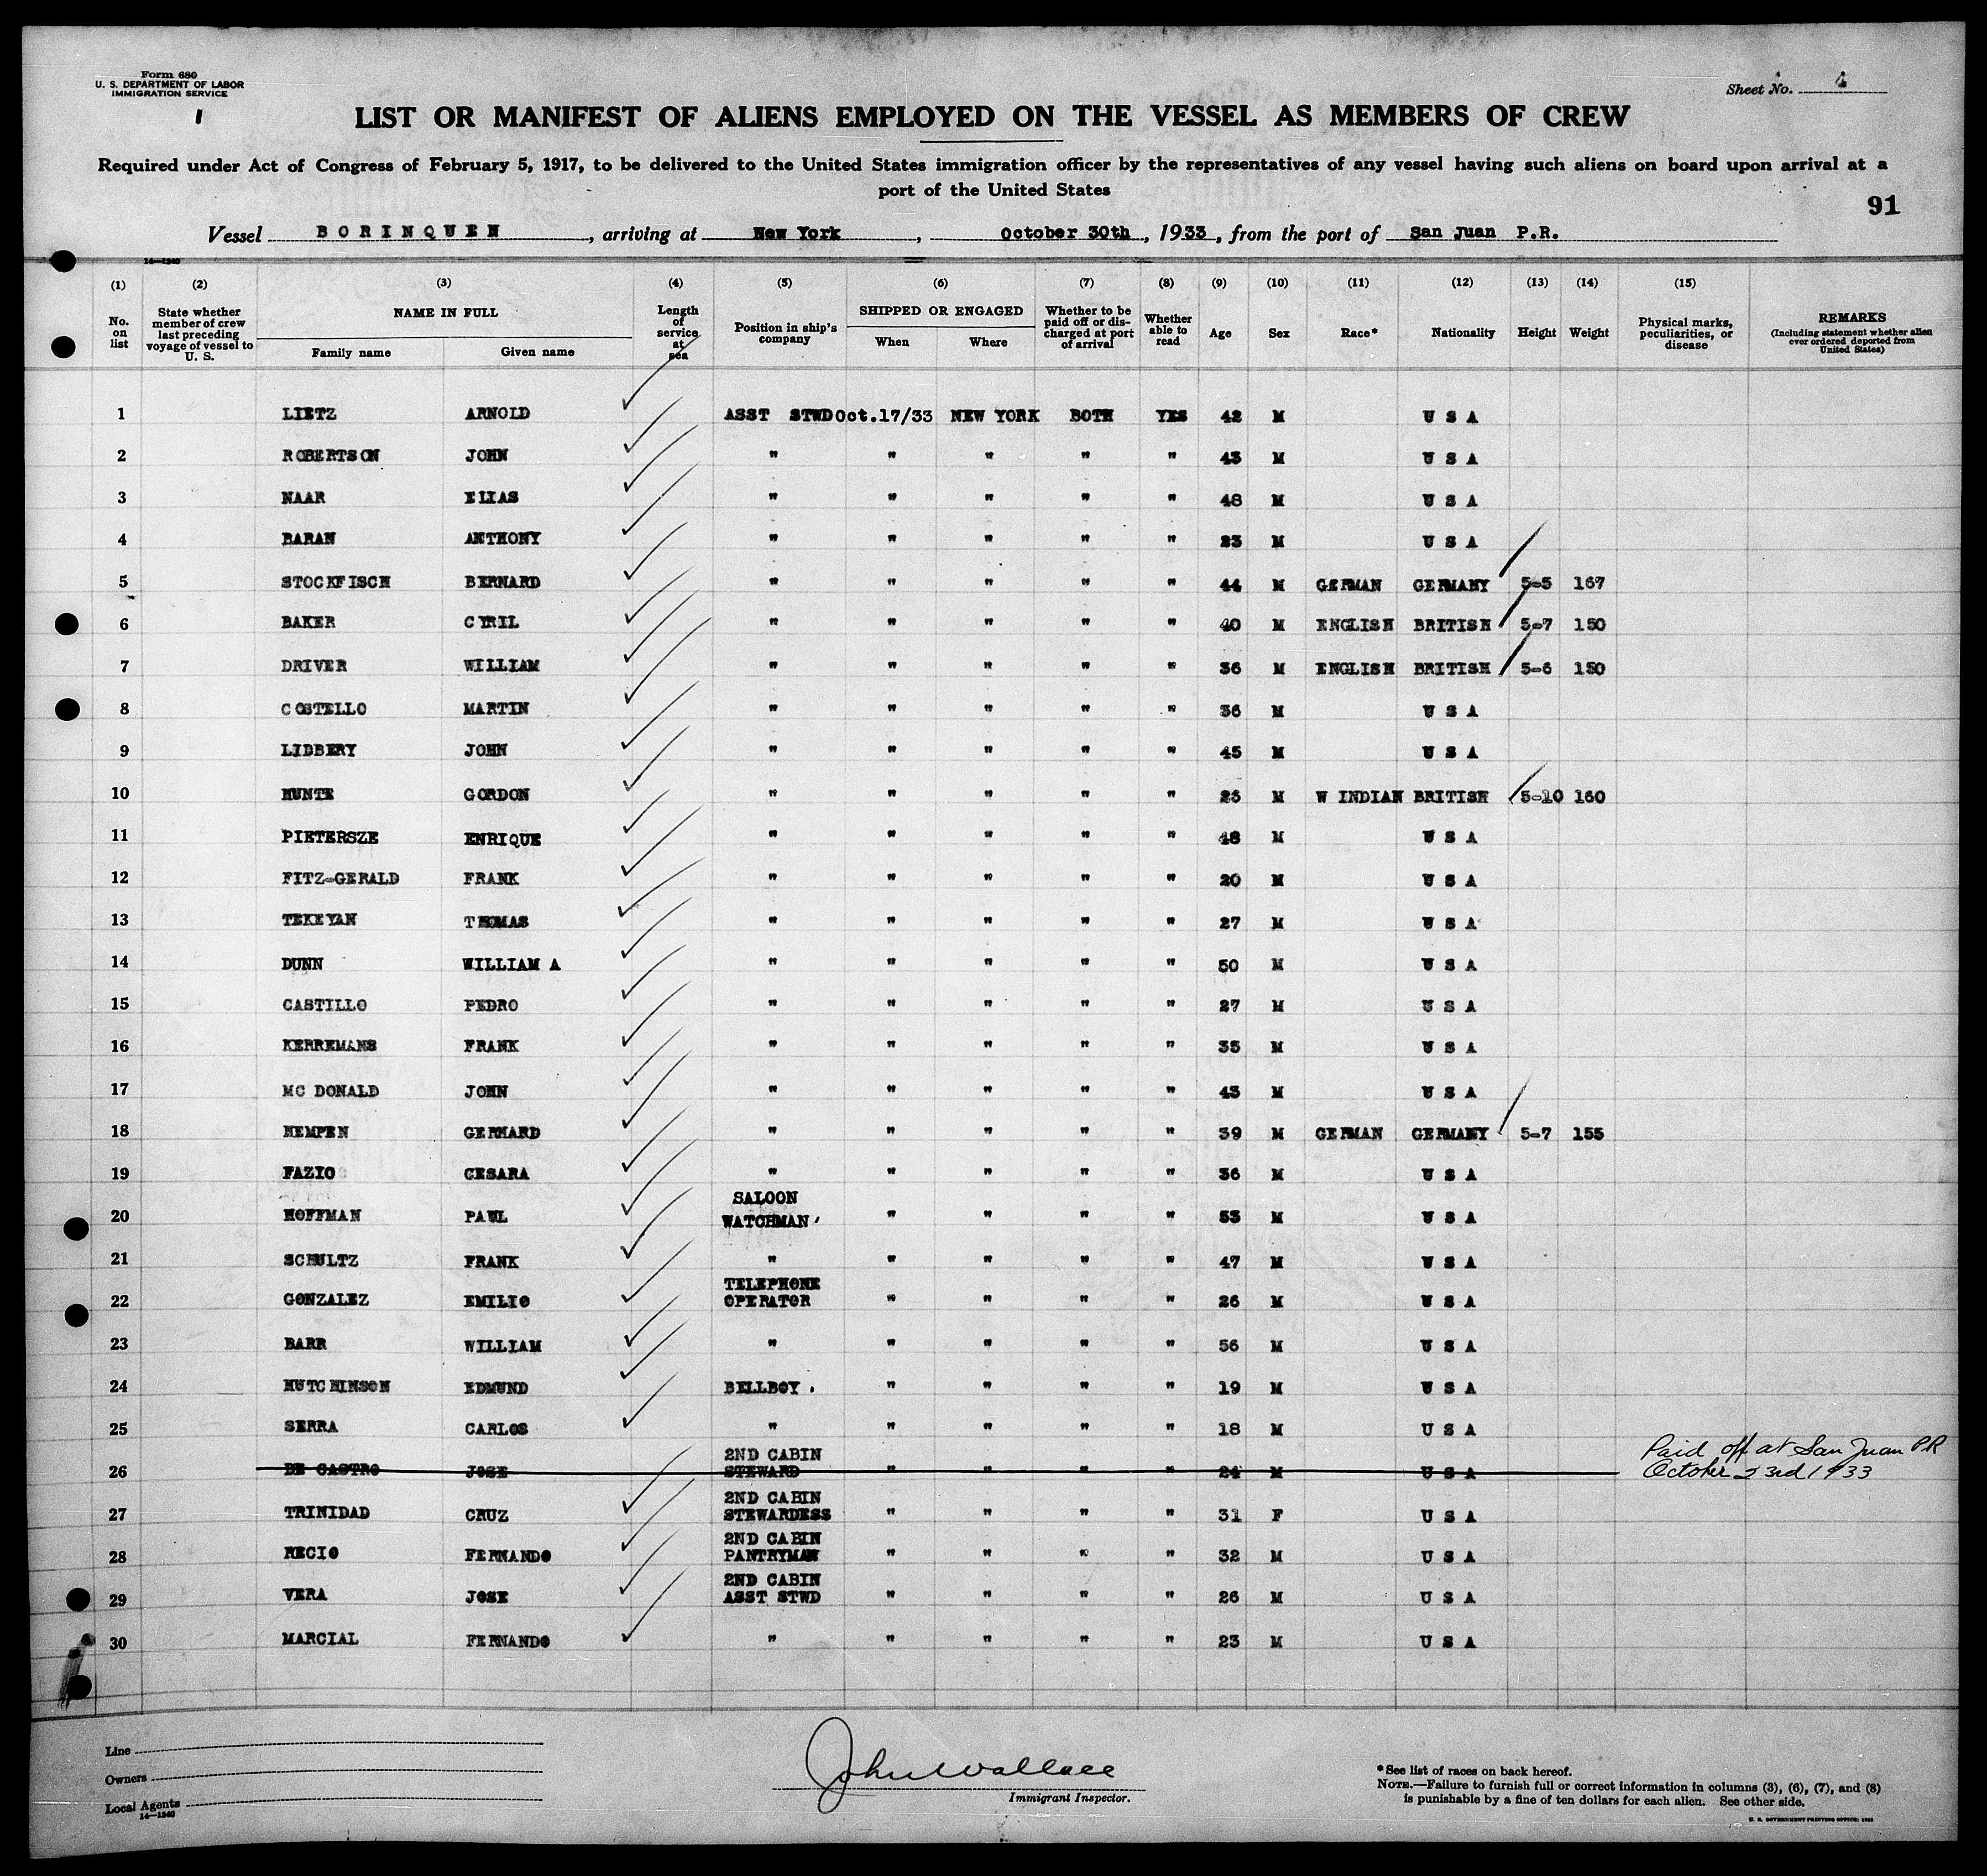 Form 680
U. S. DEPARTMENT OF LABOR
IMMIGRATION SERVICE
Sheet No. 4
LIST OR MANIFEST OF ALIENS EMPLOYED ON THE VESSEL AS MEMBERS OF CREW
Required under Act of Congress of February 5, 1917, to be delivered to the United States immigration officer by the representatives of any vessel having such aliens on board upon arrival at a
port of the United States
91
Vessel BORINQUEN, arriving at New York, October 30th, 1933, from the port of San Juan P.R.
14—1240
(1) (2) (3) (4) (5) (6) (7) (8) (9) (10) (11) (12) (13) (14) (15)
No. on list
State whether member of crew last preceding voyage of vessel to U. S.
NAME IN FULL
Family name
Given name
Length of service at sea
Position in ship's company
SHIPPED OR ENGAGED
When
Where
Whether to be paid off or discharged at port of arrival
Whether able to read
Age
Sex
Race*
Nationality
Height
Weight
Physical marks, peculiarities, or disease
REMARKS
(Including statement whether alien ever ordered deported from United States)
1 LIETZ ARNOLD ASST STWD Oct.17/33 NEW YORK BOTH YES 42 M U S A
2 ROBERTSON JOHN " " " " " 43 M U S A
3 NAAR ELIAS " " " " " 48 M U S A
4 BARAN ANTHONY " " " " " 23 M U S A
5 STOCKFISCH BERNARD " " " " " 44 M GERMAN GERMANY 5-5 167
6 BAKER CYRIL " " " " " 40 M ENGLISH BRITISH 5-7 150
7 DRIVER WILLIAM " " " " " 36 M ENGLISH BRITISH 5-6 150
8 COSTELLO MARTIN " " " " " 36 M U S A
9 LIDBERY JOHN " " " " " 45 M U S A
10 HUNTE GORDON " " " " " 23 M W INDIAN BRITISH 5-10 160
11 PIETERSZE ENRIQUE " " " " " 48 M U S A
12 FITZ-GERALD FRANK " " " " " 20 M U S A
13 TEKEYAN THOMAS " " " " " 27 M U S A
14 DUNN WILLIAM A " " " " " 50 M U S A
15 CASTILLO PEDRO " " " " " 27 M U S A
16 KERREMANS FRANK " " " " " 35 M U S A
17 MC DONALD JOHN " " " " " 43 M U S A
18 HEMPEN GERHARD " " " " " 39 M GERMAN GERMANY 5-7 155
19 FAZIO CESARA " " " " " 36 M U S A
20 HOFFMAN PAUL SALOON WATCHMAN " " " " 53 M U S A
21 SCHULTZ FRANK " " " " " 47 M U S A
22 GONZALEZ EMILIO TELEPHONE OPERATOR " " " " 26 M U S A
23 BARR WILLIAM " " " " " 56 M U S A
24 HUTCHINSON EDMUND BELLBOY " " " " 19 M U S A
25 SERRA CARLOS " " " " " 18 M U S A
26 DE CASTRO JOSE 2ND CABIN STEWARD " " " " 24 M U S A Paid off at San Juan P.R October 23rd 1933
27 TRINIDAD CRUZ 2ND CABIN STEWARDESS " " " " 31 F U S A
28 RECIO FERNANDO 2ND CABIN PANTRYMAN " " " " 32 M U S A
29 VERA JOSE 2ND CABIN ASST STWD " " " " 26 M U S A
30 MARCIAL FERNANDO " " " " " 23 M U S A
Line
Owners
Local Agents
14—1240
John Wallace
Immigrant Inspector.
*See list of races on back hereof.
NOTE.—Failure to furnish full or correct information in columns (3), (6), (7), and (8)
is punishable by a fine of ten dollars for each alien. See other side.